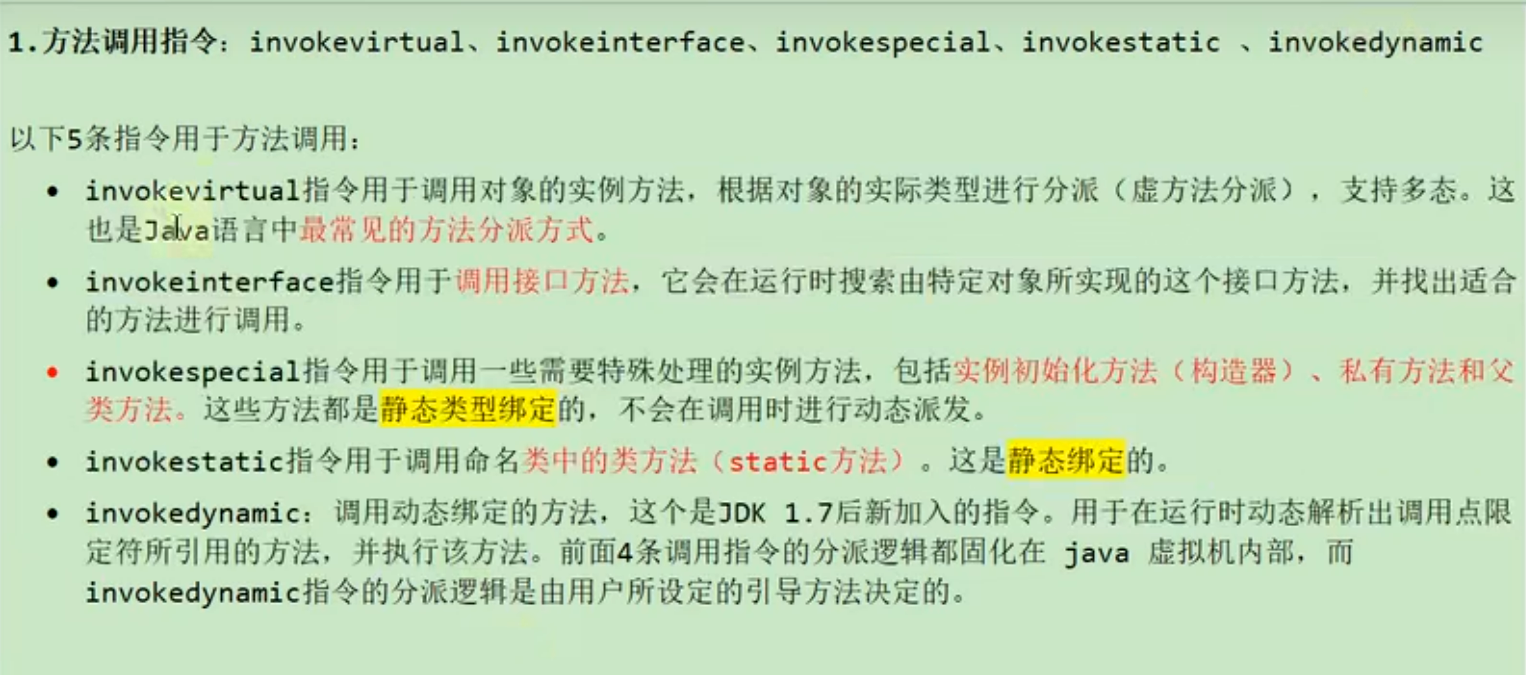 1.方法调用指令：invokevirtual、invokeinterface、invokespecial、invokestatic 、invokedynamic
以下5条指令用于方法调用：
• invokevirtual指令用于调用对象的实例方法，根据对象的实际类型进行分派（虚方法分派），支持多态。这
也是Java语言中最常见的方法分派方式。
• invokeinterface指令用于调用接口方法，它会在运行时搜索由特定对象所实现的这个接口方法，并找出适合
的方法进行调用。
• invokespecial指令用于调用一些需要特殊处理的实例方法，包括实例初始化方法（构造器）、私有方法和父
类方法。这些方法都是静态类型绑定的，不会在调用时进行动态派发。
• invokestatic指令用于调用命名类中的类方法（static方法）。这是静态绑定的。
• invokedynamic：调用动态绑定的方法，这个是JDK 1.7后新加入的指令。用于在运行时动态解析出调用点限
定符所引用的方法，并执行该方法。前面4条调用指令的分派逻辑都固化在 java 虚拟机内部，而
invokedynamic指令的分派逻辑是由用户所设定的引导方法决定的。